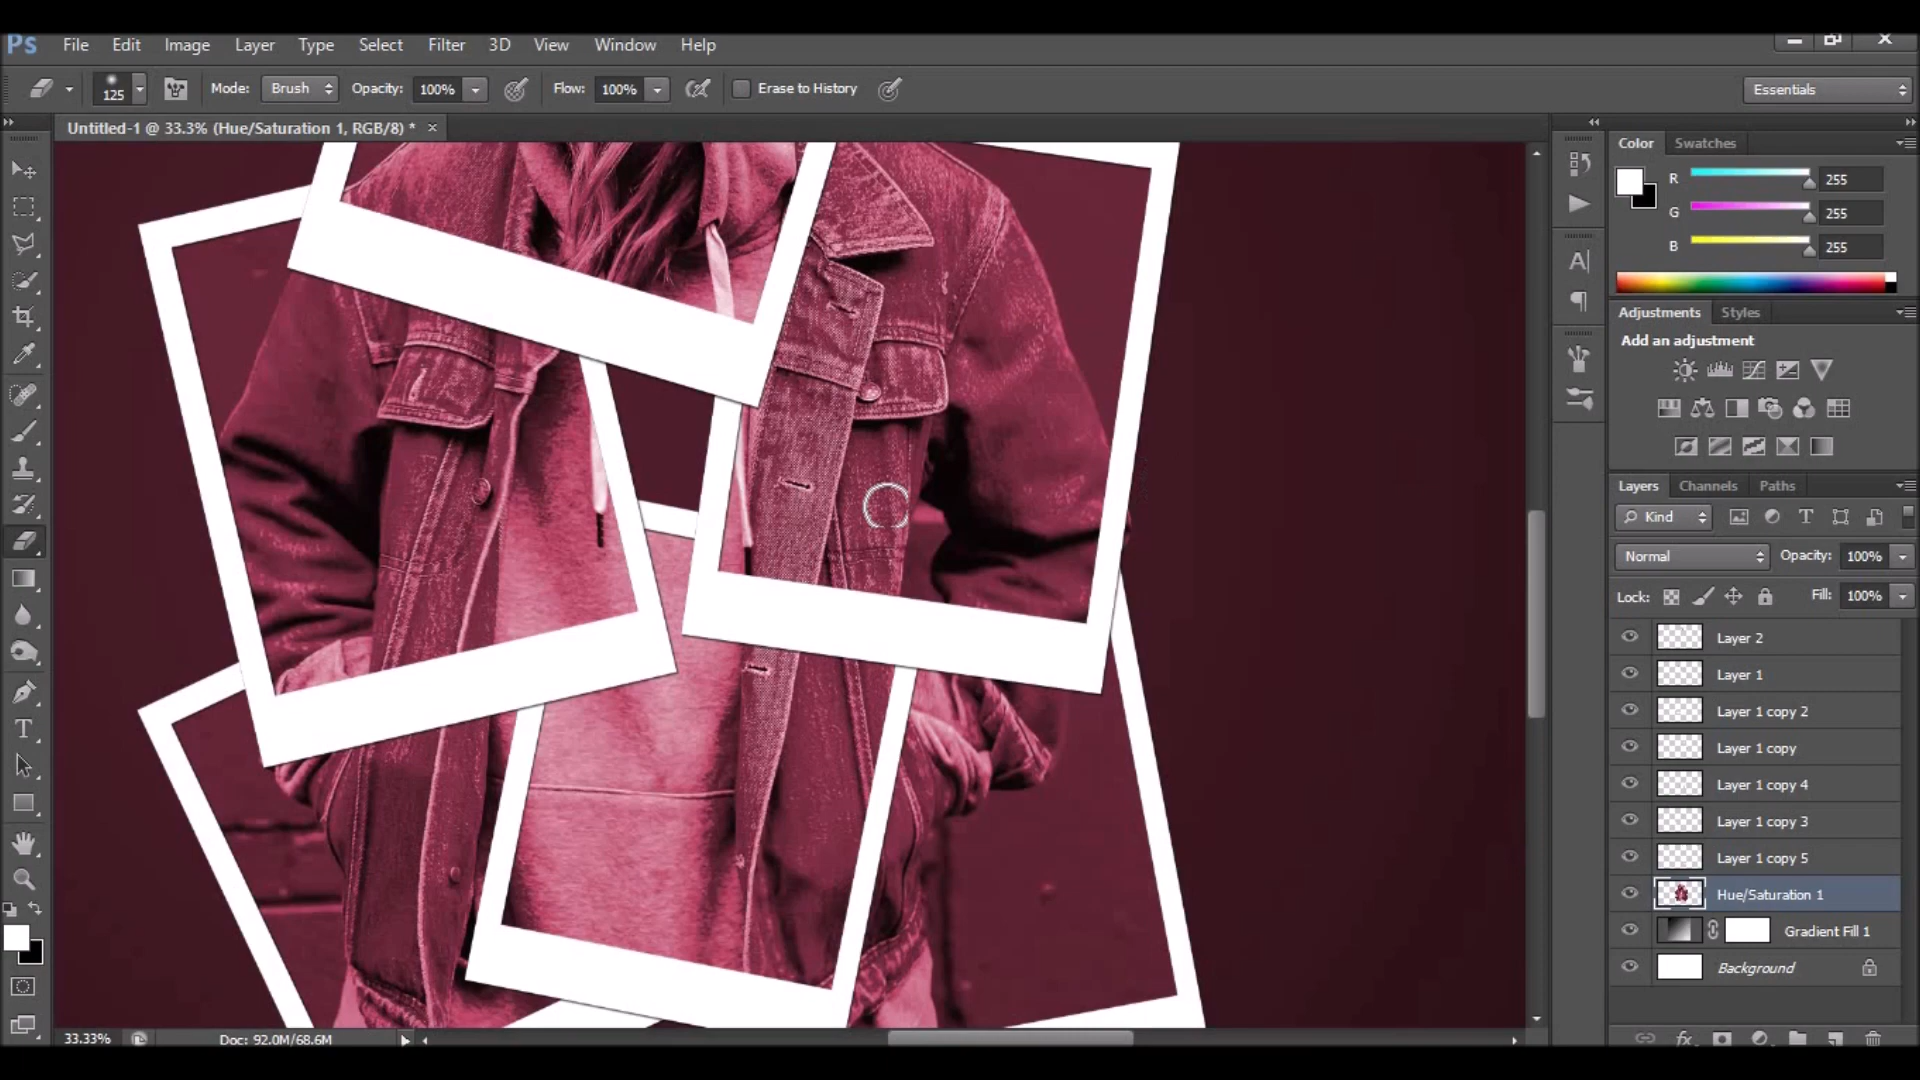 Ps File Edit Image Layer Type Select Filter 3D View Window Help
125 Mode: Brush Opacity: 100% Flow: 100% Erase to History Essentials
Untitled-1 @ 33.3% (Hue/Saturation 1, RGB/8) *
Color Swatches
R 255
G 255
B 255
Adjustments Styles
Add an adjustment
Layers Channels Paths
Kind
Normal Opacity: 100%
Lock: Fill: 100%
Layer 2
Layer 1
Layer 1 copy 2
Layer 1 copy
Layer 1 copy 4
Layer 1 copy 3
Layer 1 copy 5
Hue/Saturation 1
Gradient Fill 1
Background
33.33% Doc: 92.0M/68.6M